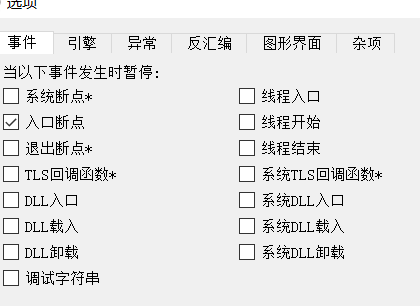 选项
事件 引擎 异常 反汇编 图形界面 杂项
当以下事件发生时暂停:
系统断点* 线程入口
入口断点 线程开始
退出断点* 线程结束
TLS回调函数* 系统TLS回调函数*
DLL入口 系统DLL入口
DLL载入 系统DLL载入
DLL卸载 系统DLL卸载
调试字符串